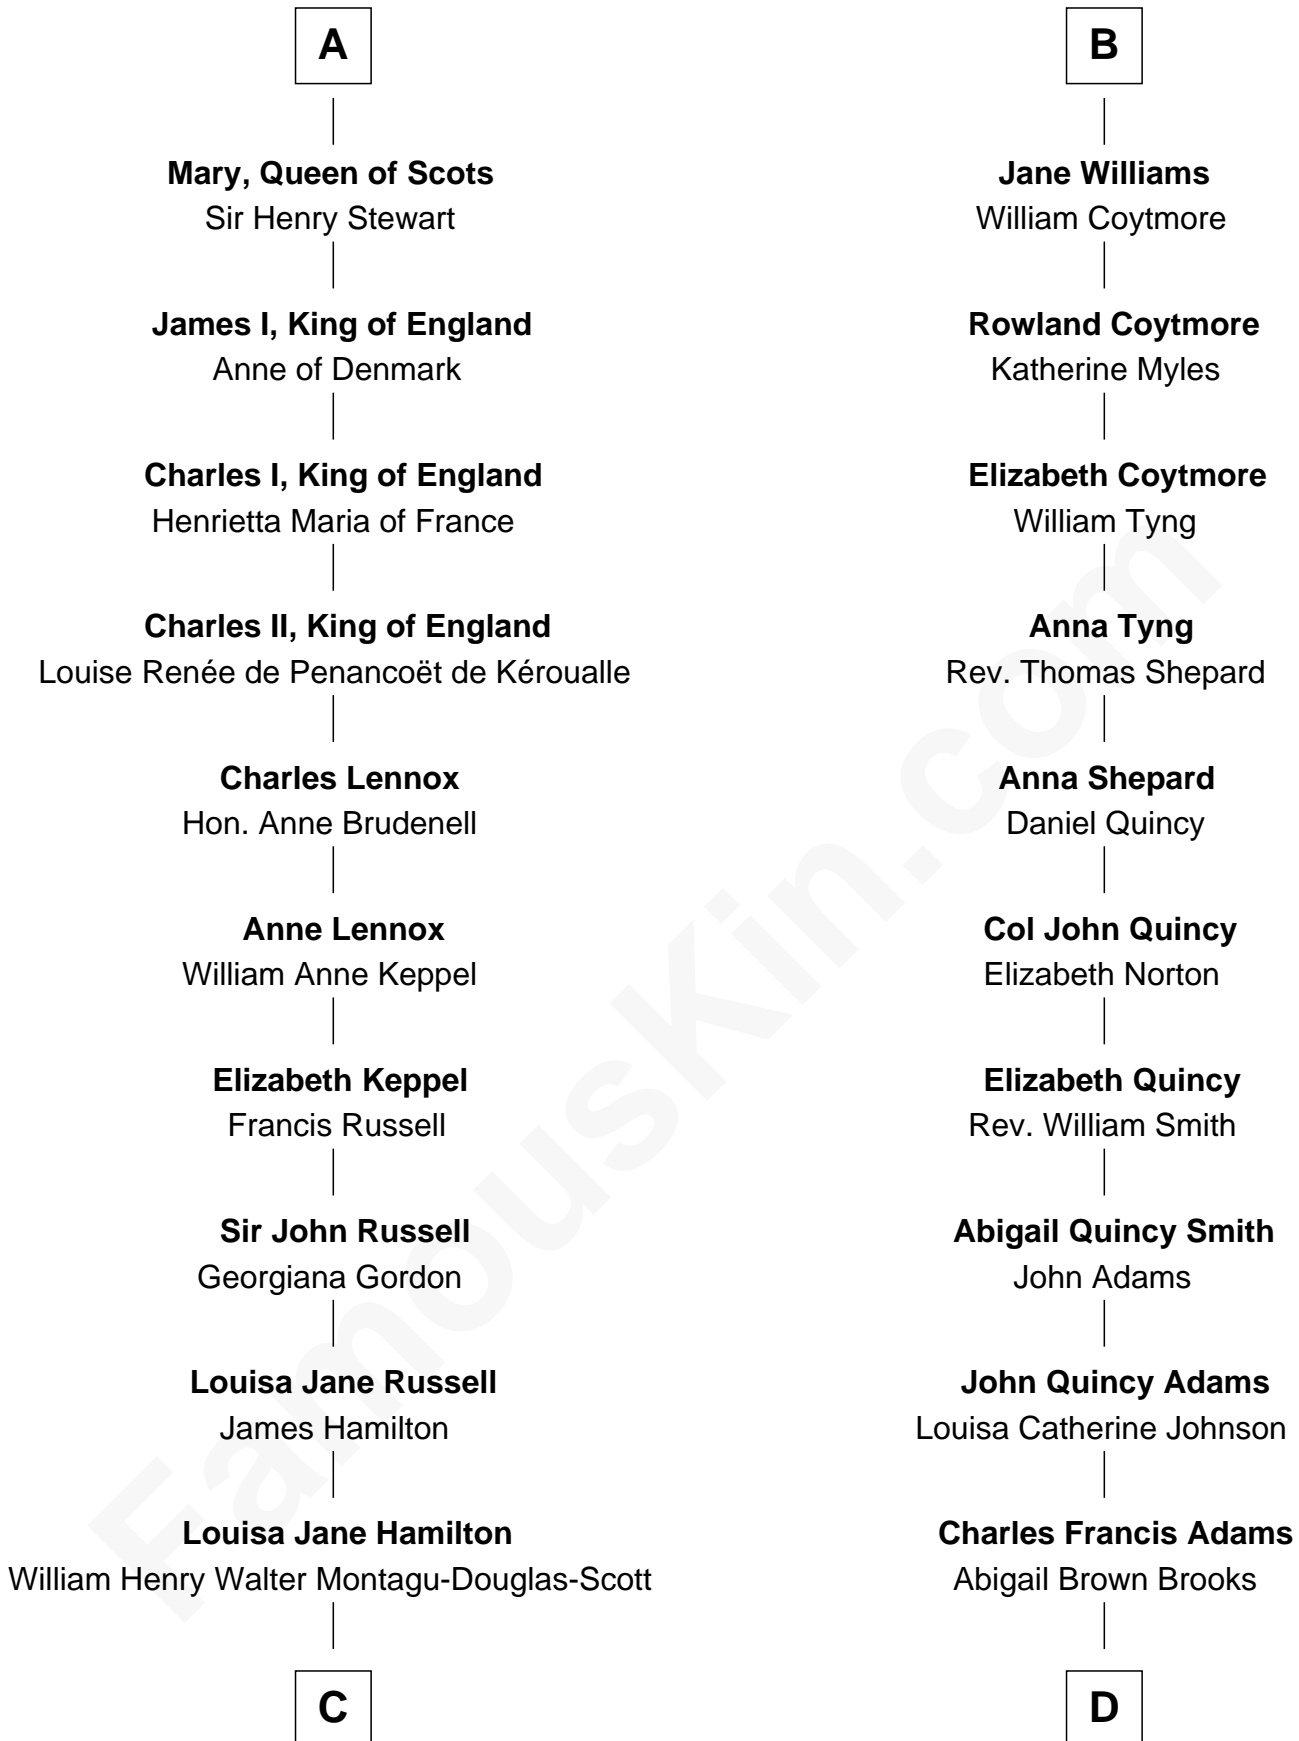 A
Mary, Queen of Scots
Sir Henry Stewart
James I, King of England
Anne of Denmark
Charles I, King of England
Henrietta Maria of France
Charles II, King of England
Louise Renée de Penancoët de Kéroualle
Charles Lennox
Hon. Anne Brudenell
Anne Lennox
William Anne Keppel
Elizabeth Keppel
Francis Russell
Sir John Russell
Georgiana Gordon
Louisa Jane Russell
James Hamilton
Louisa Jane Hamilton
William Henry Walter Montagu-Douglas-Scott
C
B
Jane Williams
William Coytmore
Rowland Coytmore
Katherine Myles
Elizabeth Coytmore
William Tyng
Anna Tyng
Rev. Thomas Shepard
Anna Shepard
Daniel Quincy
Col John Quincy
Elizabeth Norton
Elizabeth Quincy
Rev. William Smith
Abigail Quincy Smith
John Adams
John Quincy Adams
Louisa Catherine Johnson
Charles Francis Adams
Abigail Brown Brooks
D
FamousKin.com